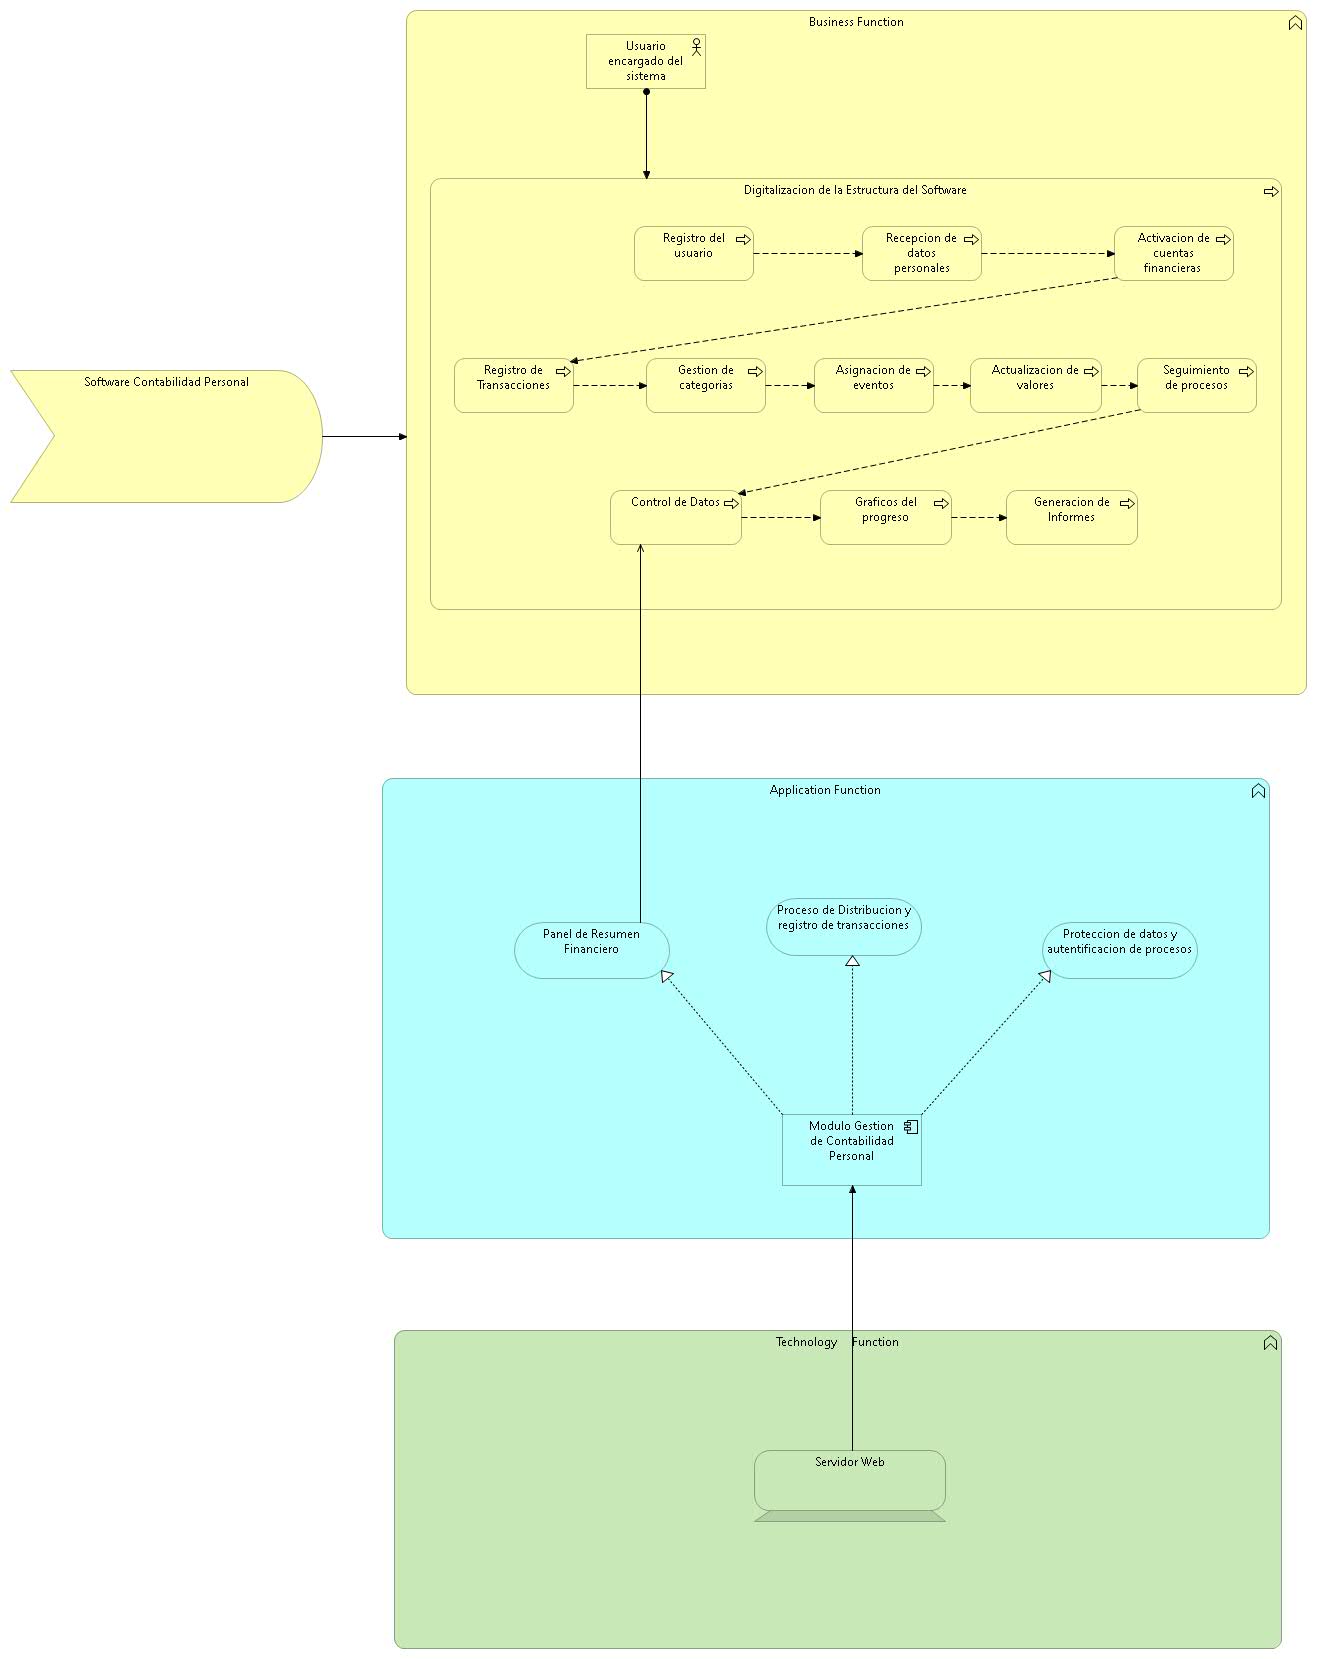 Business Function
Usuario
encargado del
sistema
Digitalizacion de la Estructura del Software
Registro del
usuario
Recepcion de
datos
personales
Activacion de
cuentas
financieras
Software Contabilidad Personal
Registro de
Transacciones
Gestion de
categorias
Asignacion de
eventos
Actualizacion de
valores
Seguimiento
de procesos
Control de Datos
Graficos del
progreso
Generacion de
Informes
Application Function
Panel de Resumen
Financiero
Proceso de Distribucion y
registro de transacciones
Proteccion de datos y
autentificacion de procesos
Modulo Gestion
de Contabilidad
Personal
Technology Function
Servidor Web